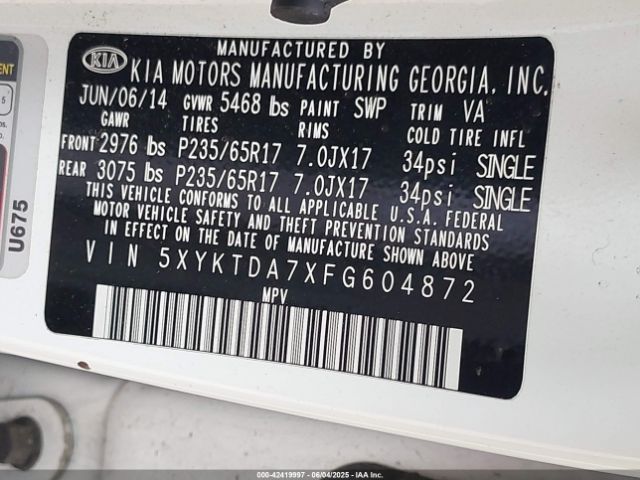 MANUFACTURED BY
KIA KIA MOTORS MANUFACTURING GEORGIA, INC.
JUN/06/14 GVWR 5468 lbs PAINT SWP TRIM VA
GAWR TIRES RIMS COLD TIRE INFL
FRONT 2976 lbs P235/65R17 7.0JX17 34psi SINGLE
REAR 3075 lbs P235/65R17 7.0JX17 34psi SINGLE
THIS VEHICLE CONFORMS TO ALL APPLICABLE U.S.A. FEDERAL
MOTOR VEHICLE SAFETY AND THEFT PREVENTION STANDARDS
IN EFFECT ON THE DATE OF MANUFACTURE SHOWN ABOVE
VIN 5XYKTDA7XFG604872
MPV
5
U675
000-42419997 - 06/04/2025 - IAA Inc.